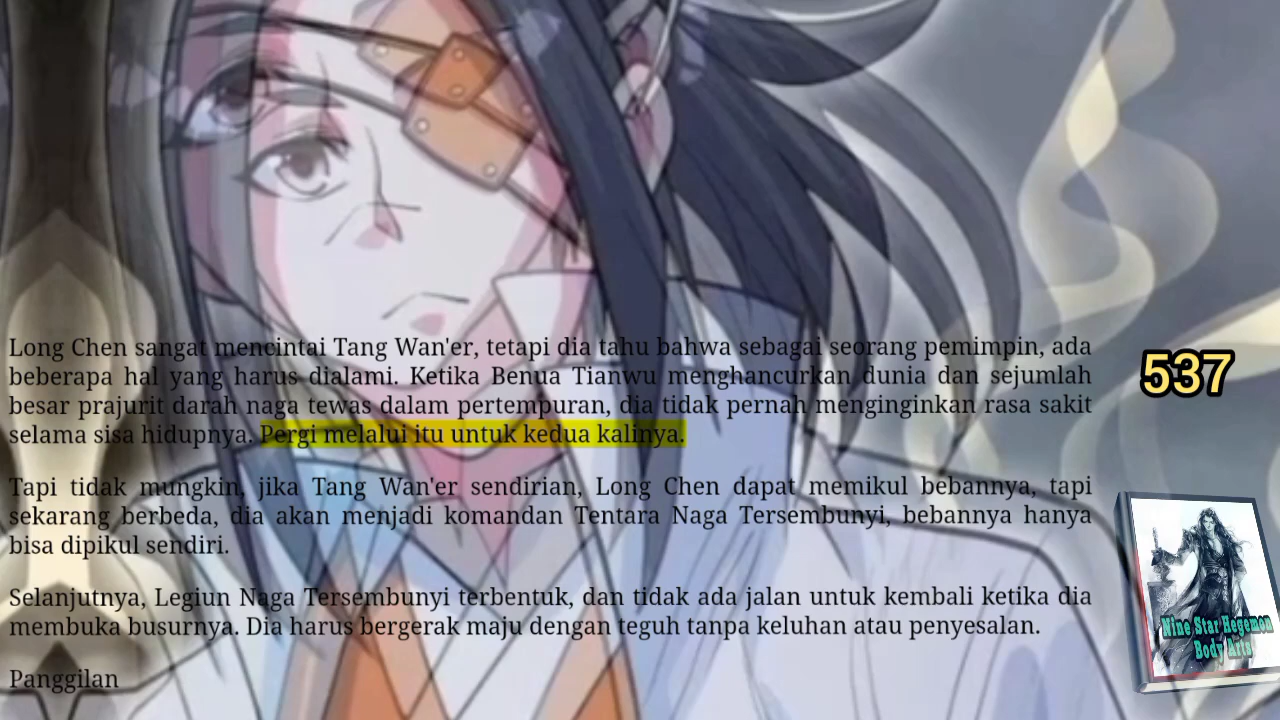 Long Chen sangat mencintai Tang Wan'er, tetapi dia tahu bahwa sebagai seorang pemimpin, ada
beberapa hal yang harus dialami. Ketika Benua Tianwu menghancurkan dunia dan sejumlah
besar prajurit darah naga tewas dalam pertempuran, dia tidak pernah menginginkan rasa sakit
selama sisa hidupnya. Pergi melalui itu untuk kedua kalinya.
Tapi tidak mungkin, jika Tang Wan'er sendirian, Long Chen dapat memikul bebannya, tapi
sekarang berbeda, dia akan menjadi komandan Tentara Naga Tersembunyi, bebannya hanya
bisa dipikul sendiri.
Selanjutnya, Legiun Naga Tersembunyi terbentuk, dan tidak ada jalan untuk kembali ketika dia
membuka busurnya. Dia harus bergerak maju dengan teguh tanpa keluhan atau penyesalan.
Panggilan
537
Nine Star Hegemon
Body Arts